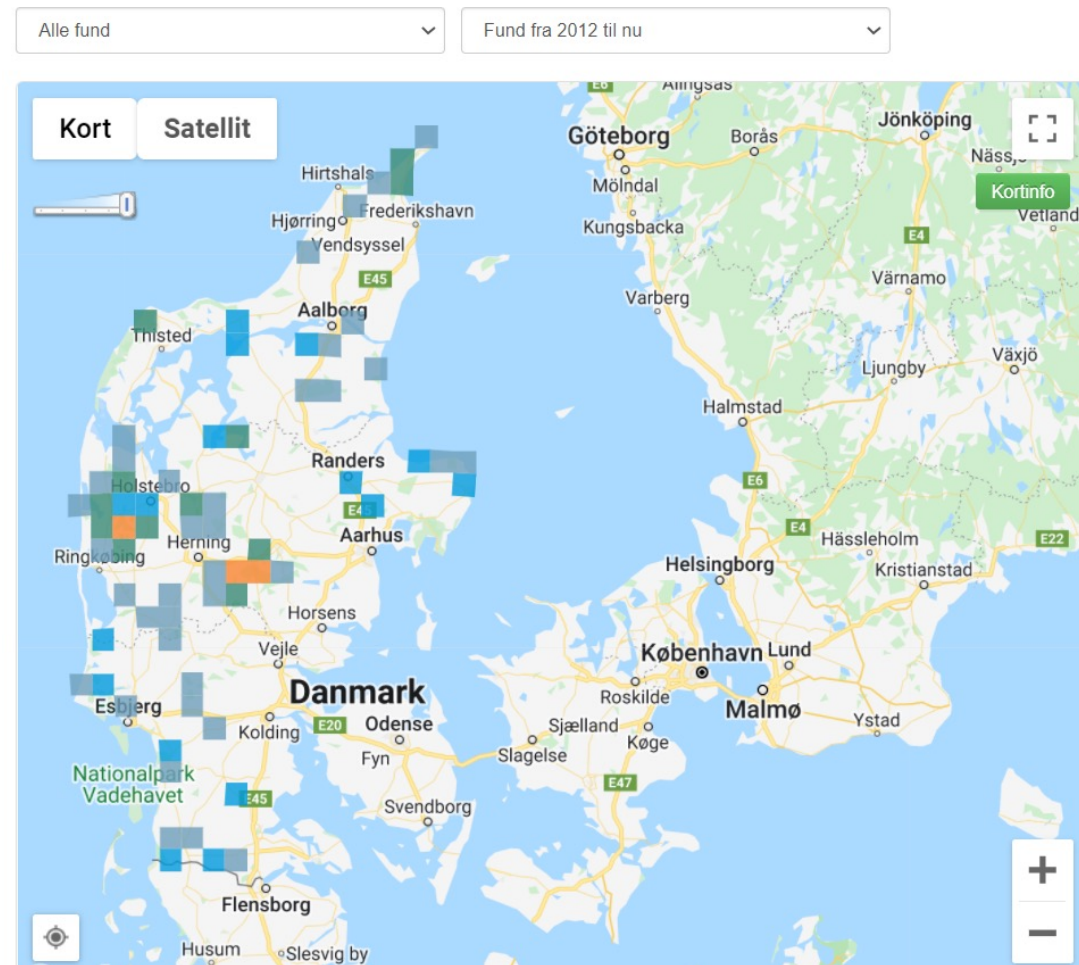 Alle fund
Fund fra 2012 til nu
Kort
Satellit
E6
Alingsås
Göteborg
Borås
Jönköping
Mölndal
Kortinfo
Hirtshals
Frederikshavn
Hjørring
Kungsbacka
Vetland
Vendsyssel
E4
E45
Varberg
Värnamo
Aalborg
Thisted
Växjö
Ljungby
Halmstad
Randers
Holstebro
E6
E4
Aarhus
Hässleholm
E22
Herning
Ringkøbing
Helsingborg
Kristianstad
Horsens
Vejle
København
Lund
Danmark
Roskilde
Malmø
Esbjerg
Kolding
E20
Odense
Sjælland
Ystad
Fyn
Slagelse
Køge
Nationalpark
Vadehavet
E45
E47
Svendborg
Flensborg
Husum
Slesvig by